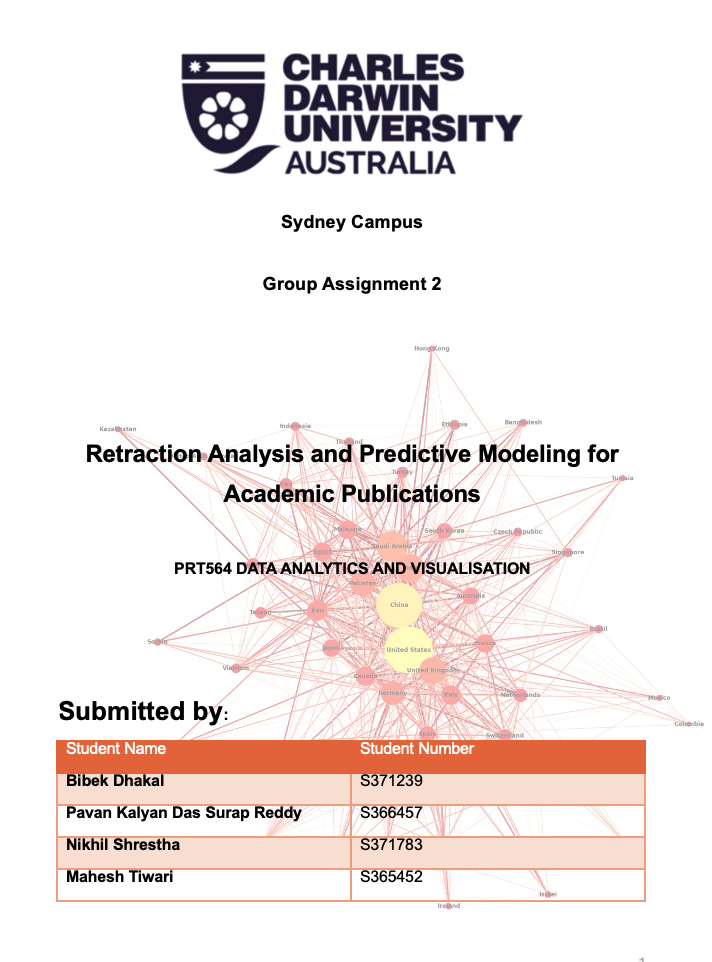 CHARLES
DARWIN
UNIVERSITY
AUSTRALIA
Sydney Campus
Group Assignment 2
Hong Kong
Kazakhstan
Indonesia
Ethiopia
Bangladesh
Thailand
Retraction Analysis and Predictive Modeling for
Turkey
Tunisia
Academic Publications
Malaysia
South Korea
Czech Republic
Saudi Arabia
Egypt
Singapore
PRT564 DATA ANALYTICS AND VISUALISATION
Pakistan
Australia
China
Taiwan
Iran
Brazil
Serbia
France
Japan
United States
Vietnam
United Kingdom
Canada
Germany
Italy
Netherlands
Mexico
Submitted by:
Colombia
Spain
Switzerland
Student Name Student Number
Bibek Dhakal S371239
Pavan Kalyan Das Surap Reddy S366457
Nikhil Shrestha S371783
Mahesh Tiwari S365452
Israel
Ireland